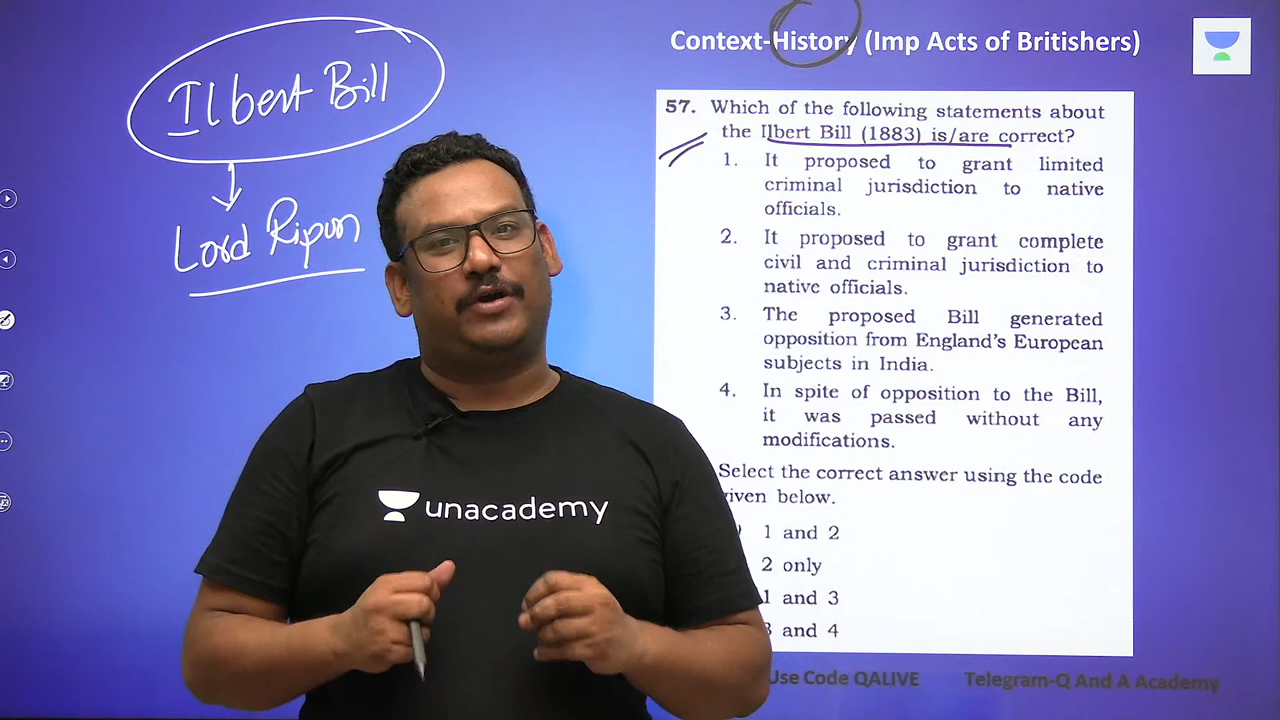 Ilbert Bill
Lord Ripon
Context-History (Imp Acts of Britishers)
57. Which of the following statements about
the Ilbert Bill (1883) is/are correct?
1. It proposed to grant limited
criminal jurisdiction to native
officials.
2. It proposed to grant complete
civil and criminal jurisdiction to
native officials.
3. The proposed Bill generated
opposition from England's European
subjects in India.
4. In spite of opposition to the Bill,
it was passed without any
modifications.
Select the correct answer using the code
given below.
1 and 2
2 only
1 and 3
3 and 4
unacademy
Use Code QALIVE Telegram-Q And A Academy